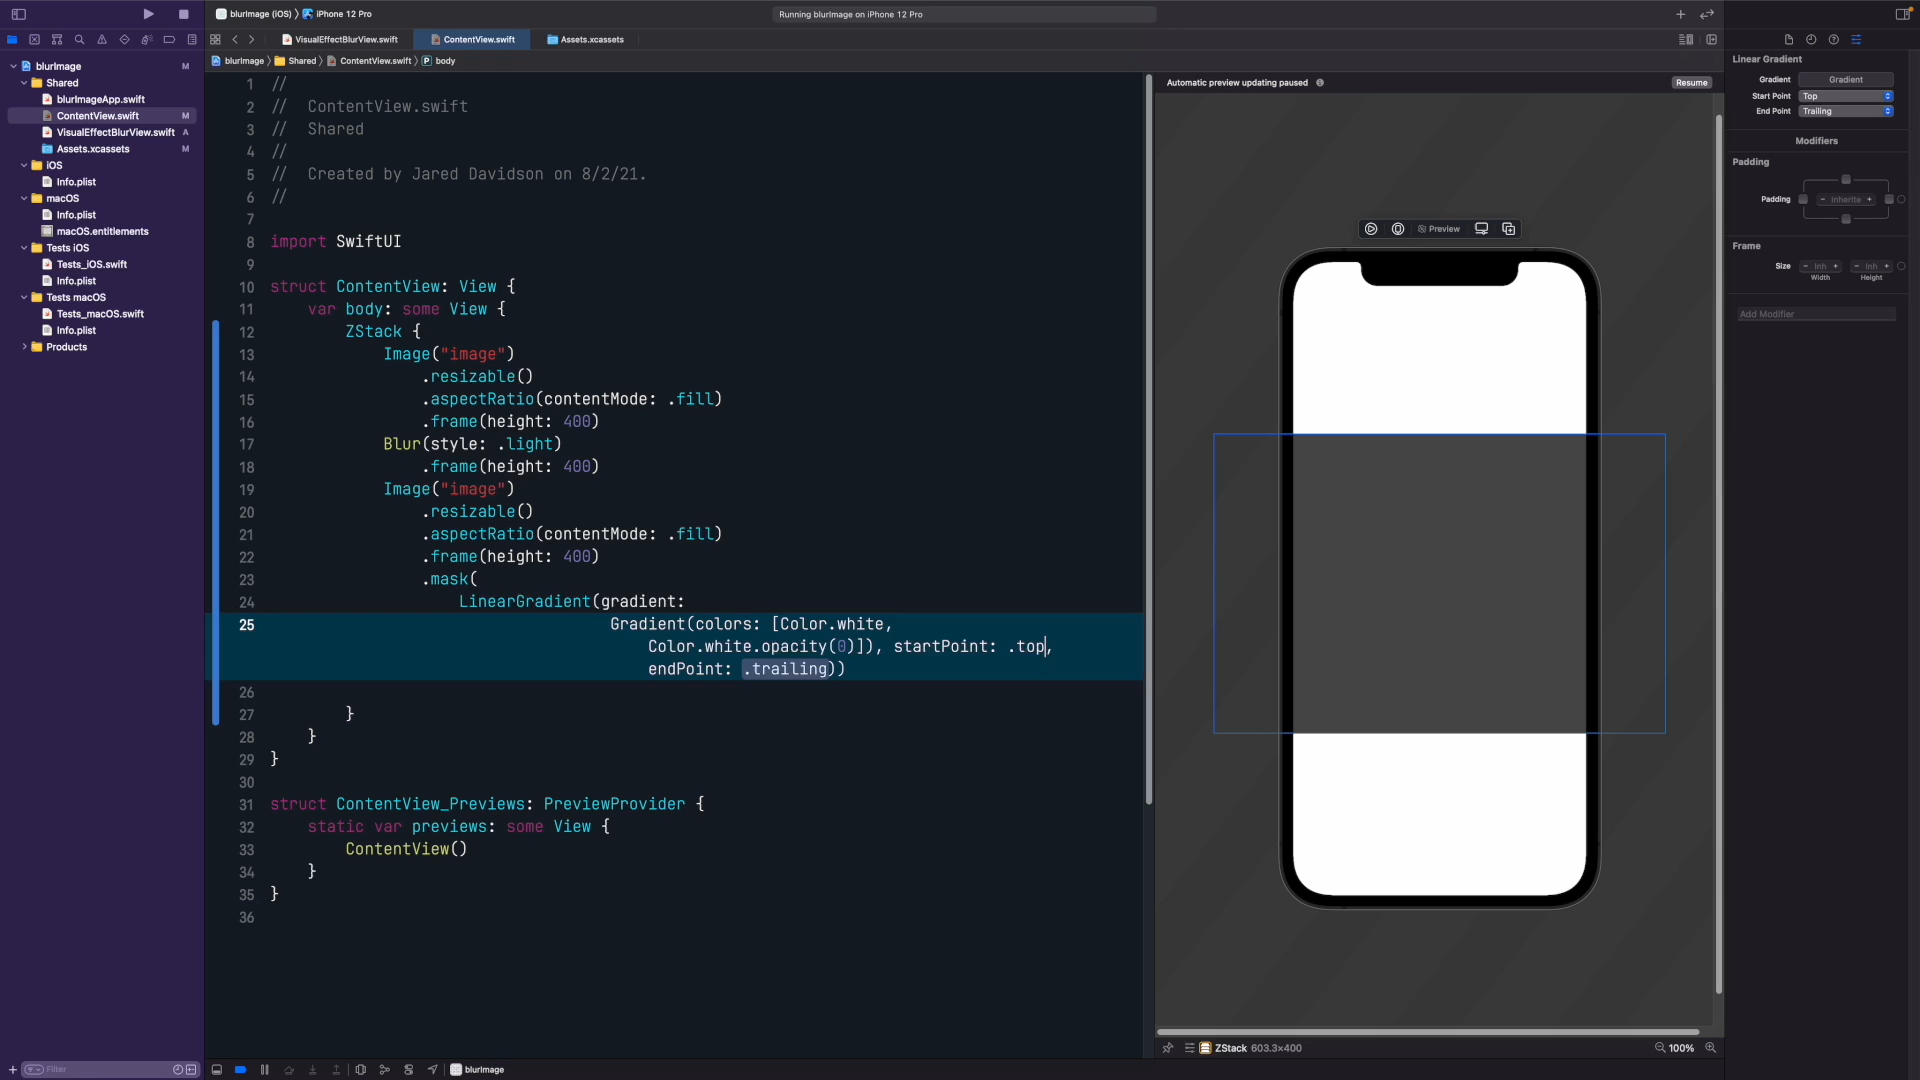 blurImage (iOS) ⟩ iPhone 12 Pro
Running blurImage on iPhone 12 Pro
VisualEffectBlurView.swift
ContentView.swift
Assets.xcassets
blurImage ⟩ Shared ⟩ ContentView.swift ⟩ P body
blurImage M
Shared
blurImageApp.swift
ContentView.swift M
VisualEffectBlurView.swift A
Assets.xcassets M
iOS
Info.plist
macOS
Info.plist
macOS.entitlements
Tests iOS
Tests_iOS.swift
Info.plist
Tests macOS
Tests_macOS.swift
Info.plist
Products
Filter
1 //
2 //  ContentView.swift
3 //  Shared
4 //
5 //  Created by Jared Davidson on 8/2/21.
6 //
7
8 import SwiftUI
9
10 struct ContentView: View {
11     var body: some View {
12         ZStack {
13             Image("image")
14                 .resizable()
15                 .aspectRatio(contentMode: .fill)
16                 .frame(height: 400)
17             Blur(style: .light)
18                 .frame(height: 400)
19             Image("image")
20                 .resizable()
21                 .aspectRatio(contentMode: .fill)
22                 .frame(height: 400)
23                 .mask(
24                     LinearGradient(gradient:
25                                     Gradient(colors: [Color.white,
Color.white.opacity(0)]), startPoint: .top,
endPoint: .trailing))
26
27         }
28     }
29 }
30
31 struct ContentView_Previews: PreviewProvider {
32     static var previews: some View {
33         ContentView()
34     }
35 }
36
blurImage
Automatic preview updating paused
Resume
Preview
ZStack 603.3×400
100%
Linear Gradient
Gradient Gradient
Start Point Top
End Point Trailing
Modifiers
Padding
Padding − Inherite +
Frame
Size − Inh + − Inh +
Width Height
Add Modifier